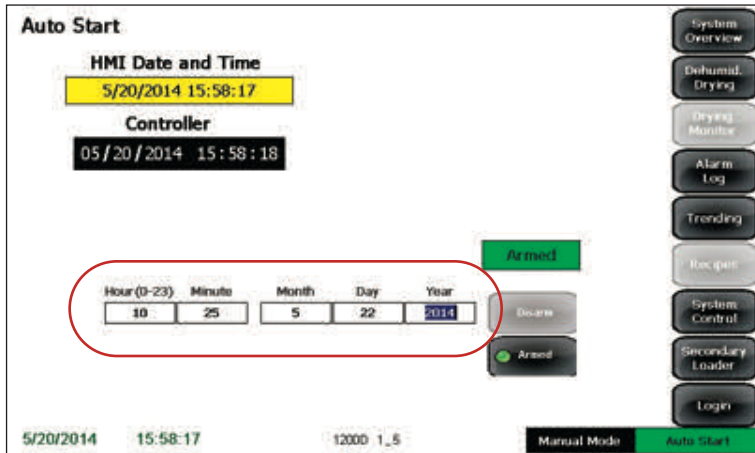 Auto Start
HMI Date and Time
5/20/2014 15:58:17
Controller
05/20/2014 15:58:18
Armed
Hour(0-23) Minute Month Day Year
10 25 5 22 2014
Disarm
Armed
System
Overview
Dehumid.
Drying
Drying
Monitor
Alarm
Log
Trending
Recipes
System
Control
Secondary
Loader
Login
5/20/2014 15:58:17 12000 1_5 Manual Mode Auto Start